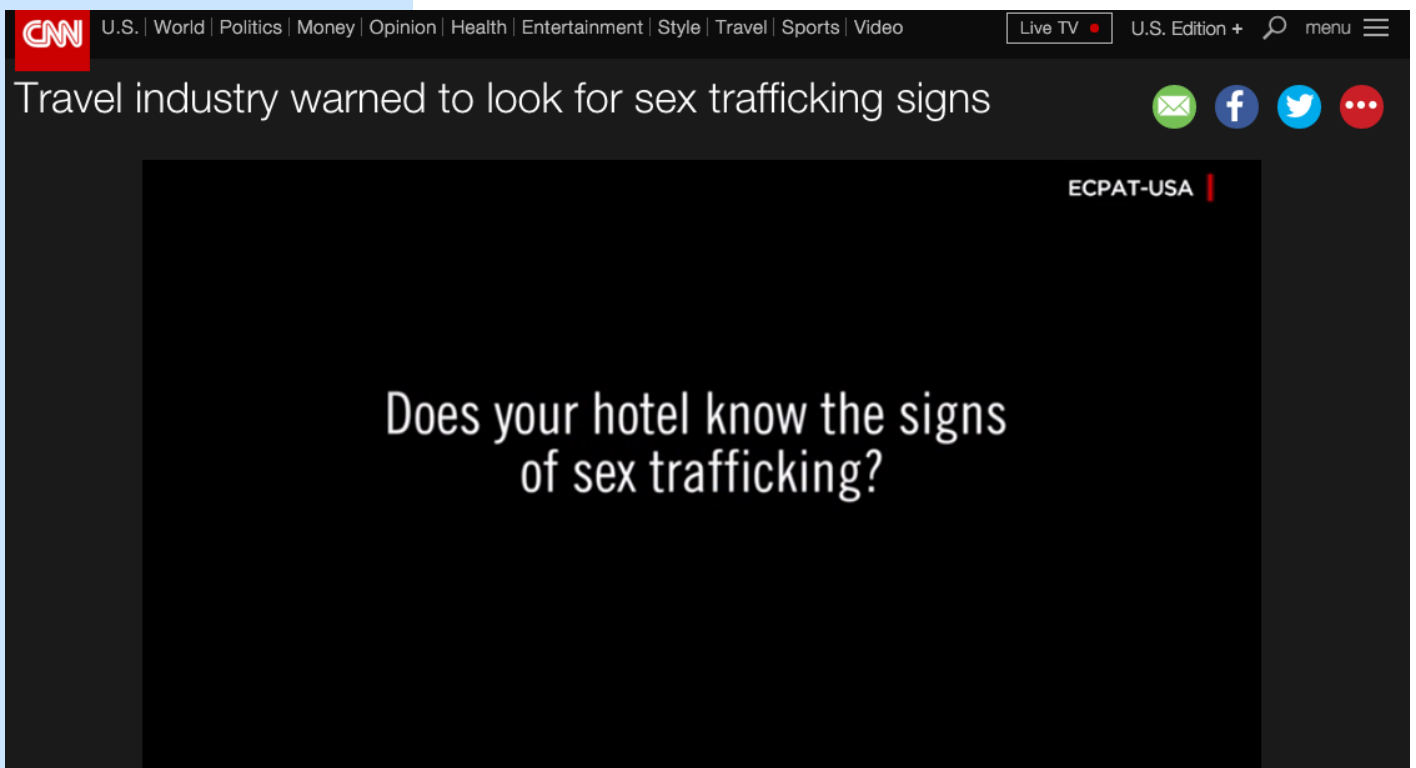 CNN U.S. | World | Politics | Money | Opinion | Health | Entertainment | Style | Travel | Sports | Video Live TV U.S. Edition + menu
Travel industry warned to look for sex trafficking signs
ECPAT-USA
Does your hotel know the signs
of sex trafficking?